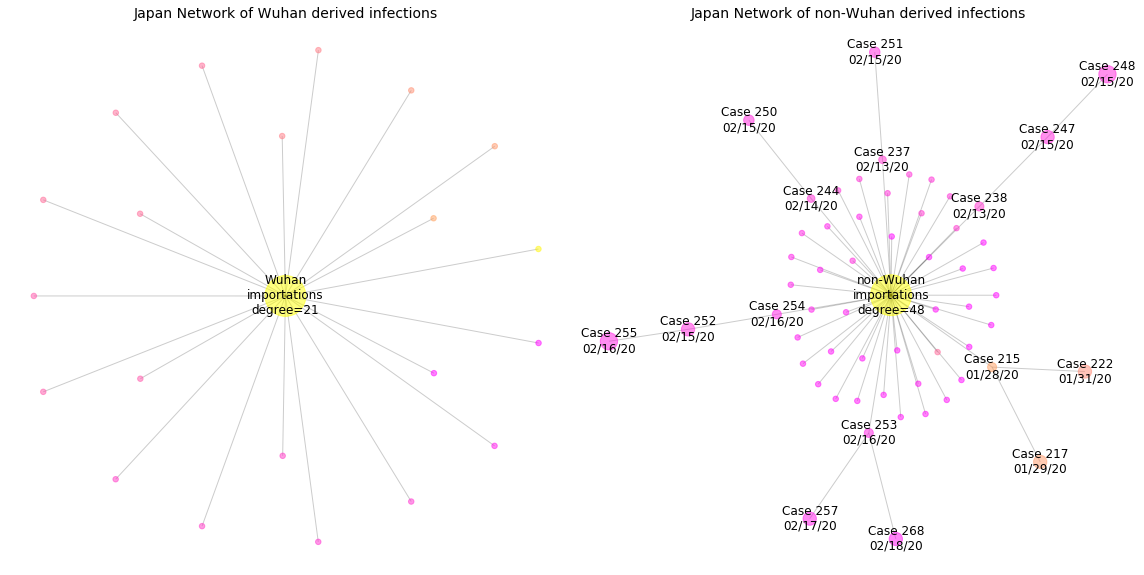 Japan Network of Wuhan derived infections
Wuhan
importations
degree=21
Japan Network of non-Wuhan derived infections
Case 251
02/15/20
Case 248
02/15/20
Case 250
02/15/20
Case 247
02/15/20
Case 237
02/13/20
Case 244
02/14/20
Case 238
02/13/20
non-Wuhan
importations
degree=48
Case 254
02/16/20
Case 252
02/15/20
Case 255
02/16/20
Case 215
01/28/20
Case 222
01/31/20
Case 253
02/16/20
Case 217
01/29/20
Case 257
02/17/20
Case 268
02/18/20